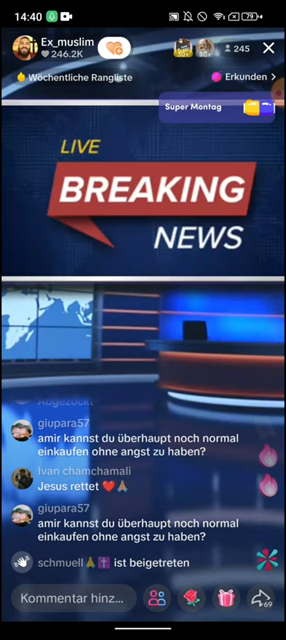 14:40
79
Ex_muslim
246.2K
245
Wöchentliche Rangliste
Erkunden >
Super Montag
LIVE
BREAKING
NEWS
Abgezockt
giupara57
amir kannst du überhaupt noch normal
einkaufen ohne angst zu haben?
Ivan chamchamali
Jesus rettet ❤️🙏🏽
giupara57
amir kannst du überhaupt noch normal
einkaufen ohne angst zu haben?
schmuell🙏✝️ ist beigetreten
Kommentar hinz...
69